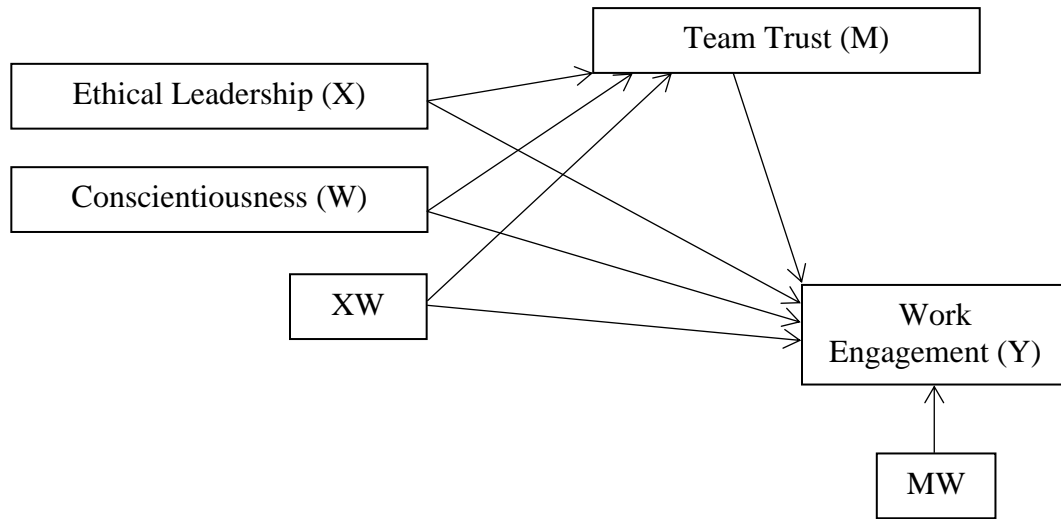 Team Trust (M)
Ethical Leadership (X)
Conscientiousness (W)
XW
Work
Engagement (Y)
MW